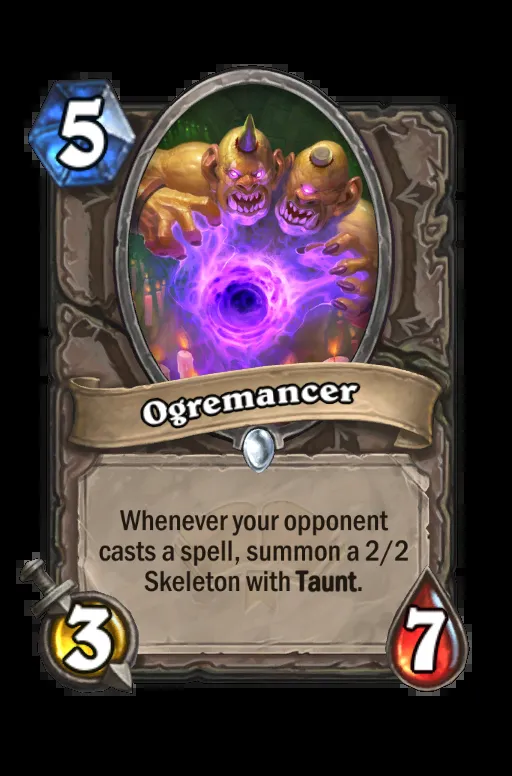 5
Ogremancer
Whenever your opponent
casts a spell, summon a 2/2
Skeleton with Taunt.
3
7